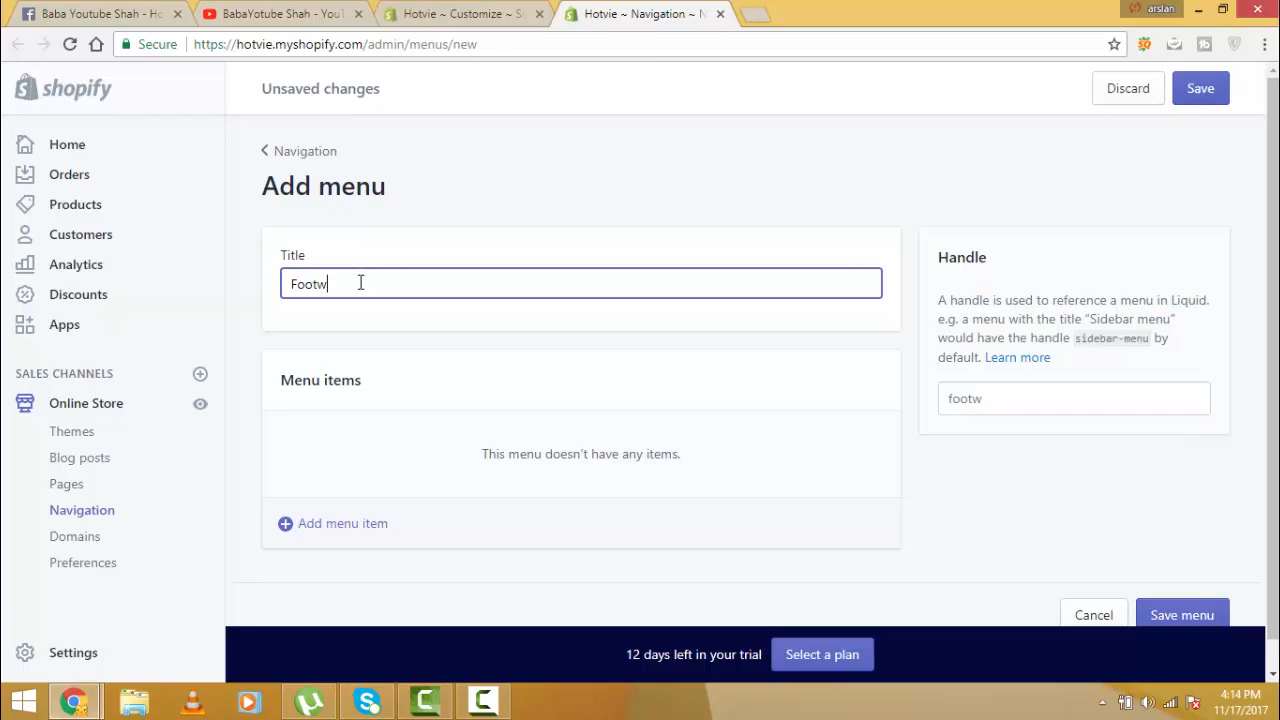 Baba Youtube Shah - Ho
BabaYotube Shah - YouT
Hotvie ~ Customize ~ Si
Hotvie ~ Navigation ~ N
arslan
Secure
https://hotvie.myshopify.com/admin/menus/new
shopify
Unsaved changes
Discard
Save
Home
Orders
Products
Customers
Analytics
Discounts
Apps
SALES CHANNELS
Online Store
Themes
Blog posts
Pages
Navigation
Domains
Preferences
Settings
Navigation
Add menu
Title
Footw
Menu items
This menu doesn't have any items.
Add menu item
Handle
A handle is used to reference a menu in Liquid.
e.g. a menu with the title "Sidebar menu"
would have the handle sidebar-menu by
default. Learn more
footw
Cancel
Save menu
12 days left in your trial
Select a plan
4:14 PM
11/17/2017